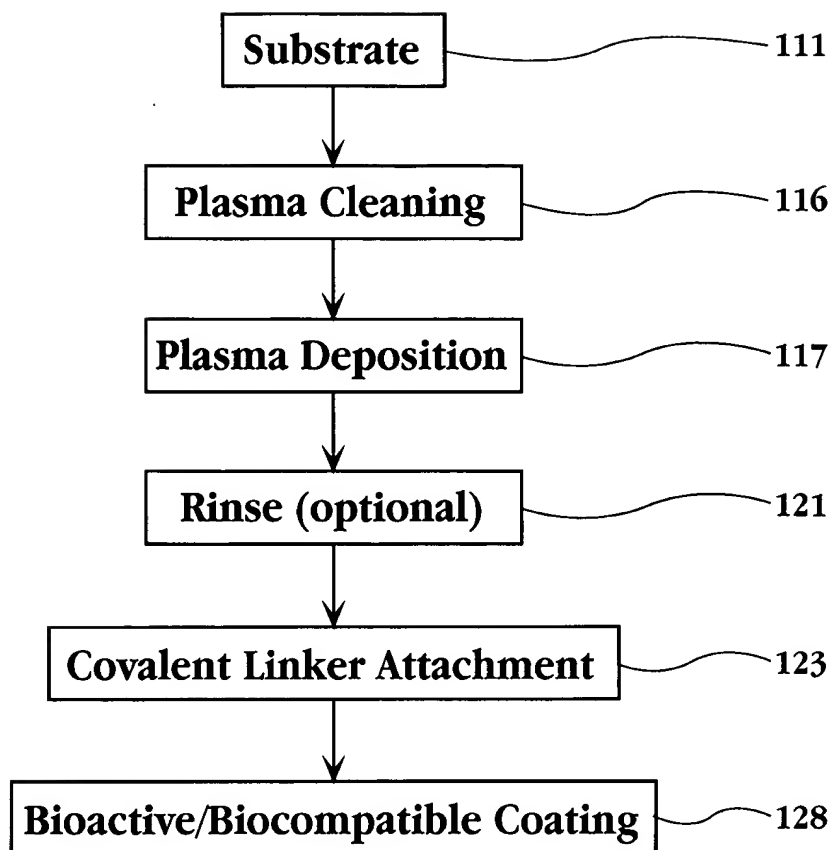 Substrate 111
Plasma Cleaning 116
Plasma Deposition 117
Rinse (optional) 121
Covalent Linker Attachment 123
Bioactive/Biocompatible Coating 128